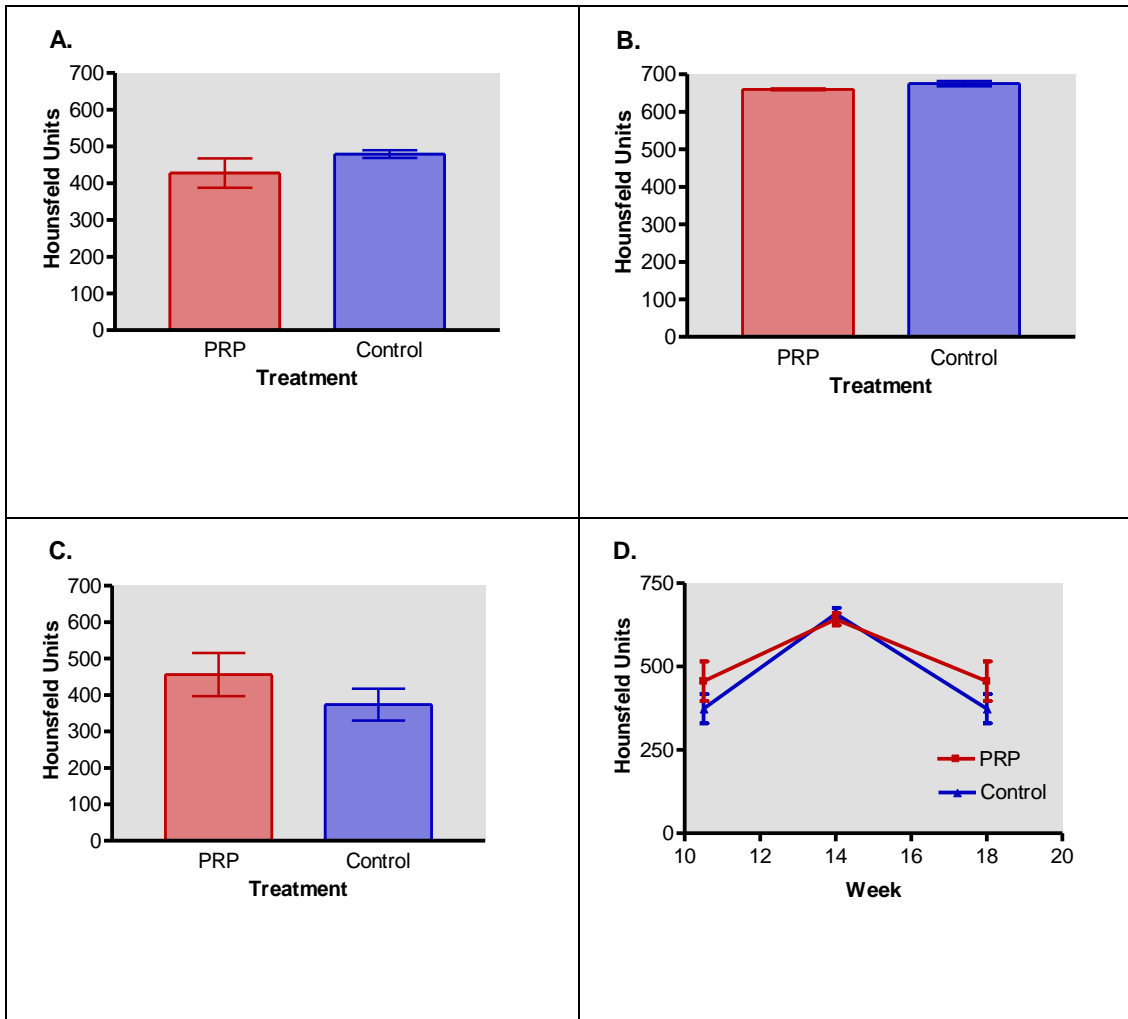 A.
Hounsfeld Units
700
600
500
400
300
200
100
0
PRP Control
Treatment
B.
Hounsfeld Units
700
600
500
400
300
200
100
0
PRP Control
Treatment
C.
Hounsfeld Units
700
600
500
400
300
200
100
0
PRP Control
Treatment
D.
Hounsfeld Units
750
500
250
0
PRP
Control
10 12 14 16 18 20
Week